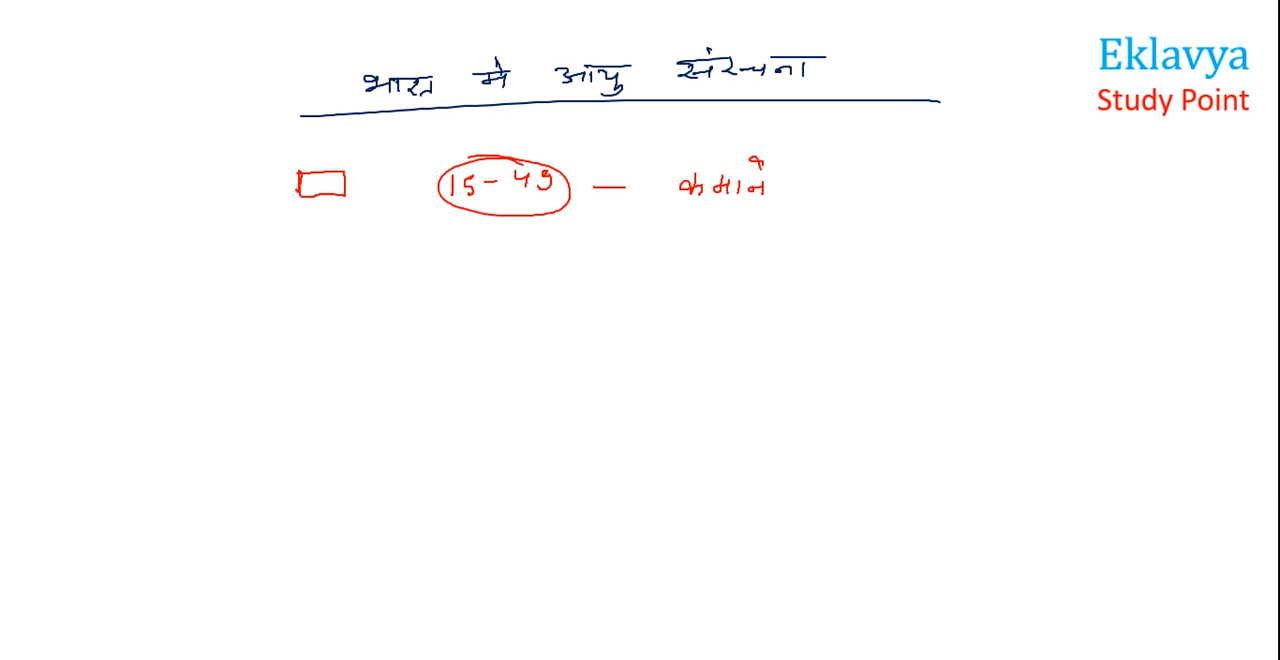 भारत में आयु संरचना
Eklavya
Study Point
15 - 49 — कमाने